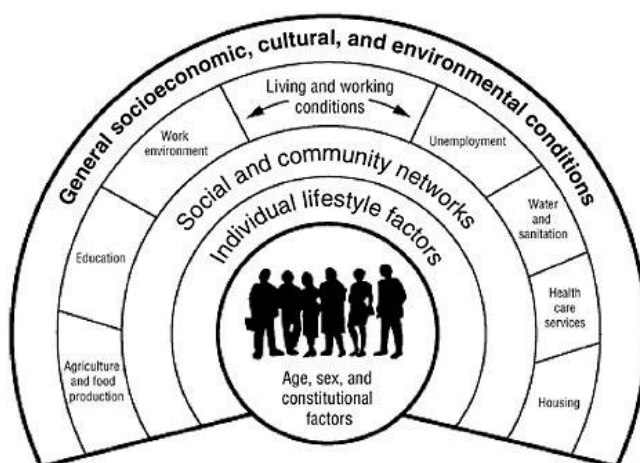 General socioeconomic, cultural, and environmental conditions
Living and working
conditions
Work
environment
Unemployment
Education
Water
and
sanitation
Agriculture
and food
production
Health
care
services
Housing
Social and community networks
Individual lifestyle factors
Age, sex, and
constitutional
factors